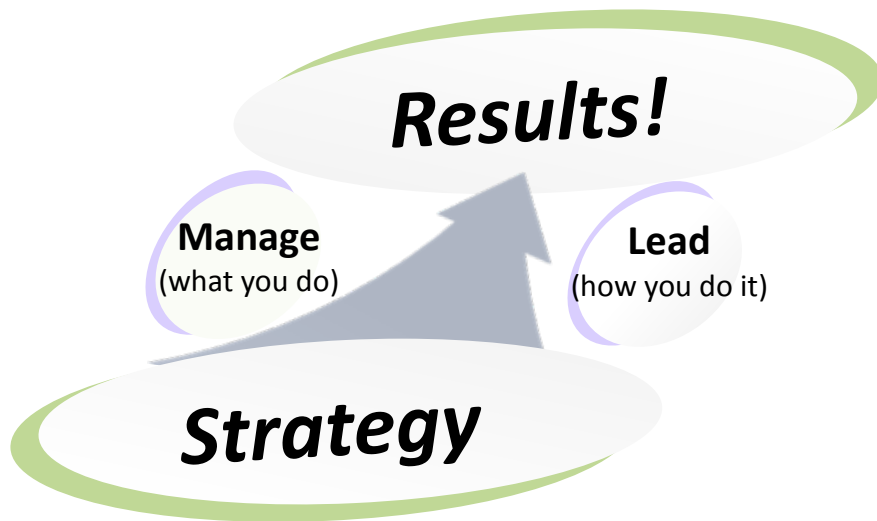 Results!
Manage
(what you do)
Lead
(how you do it)
Strategy